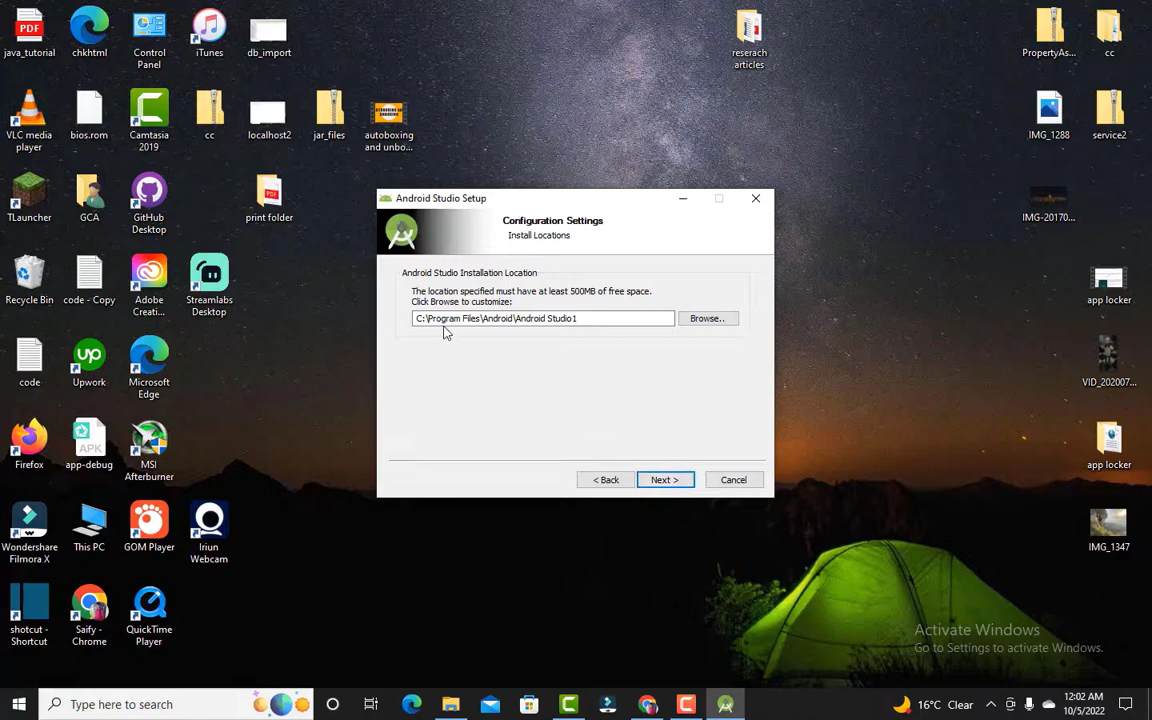 java_tutorial
chkhtml
Control
Panel
iTunes
db_import
reserach
articles
PropertyAs...
cc
VLC media
player
bios.rom
Camtasia
2019
cc
localhost2
jar_files
autoboxing
and unbo...
IMG_1288
service2
TLauncher
GCA
GitHub
Desktop
print folder
IMG-20170...
Android Studio Setup
Configuration Settings
Install Locations
Android Studio Installation Location
The location specified must have at least 500MB of free space.
Click Browse to customize:
C:\Program Files\Android\Android Studio1
Browse..
< Back
Next >
Cancel
Recycle Bin
code - Copy
Adobe
Creati...
Streamlabs
Desktop
app locker
code
Upwork
Microsoft
Edge
VID_202007...
Firefox
app-debug
MSI
Afterburner
app locker
Wondershare
Filmora X
This PC
GOM Player
Iriun
Webcam
IMG_1347
shotcut -
Shortcut
Saify -
Chrome
QuickTime
Player
Activate Windows
Go to Settings to activate Windows.
Type here to search
16°C Clear
12:02 AM
10/5/2022